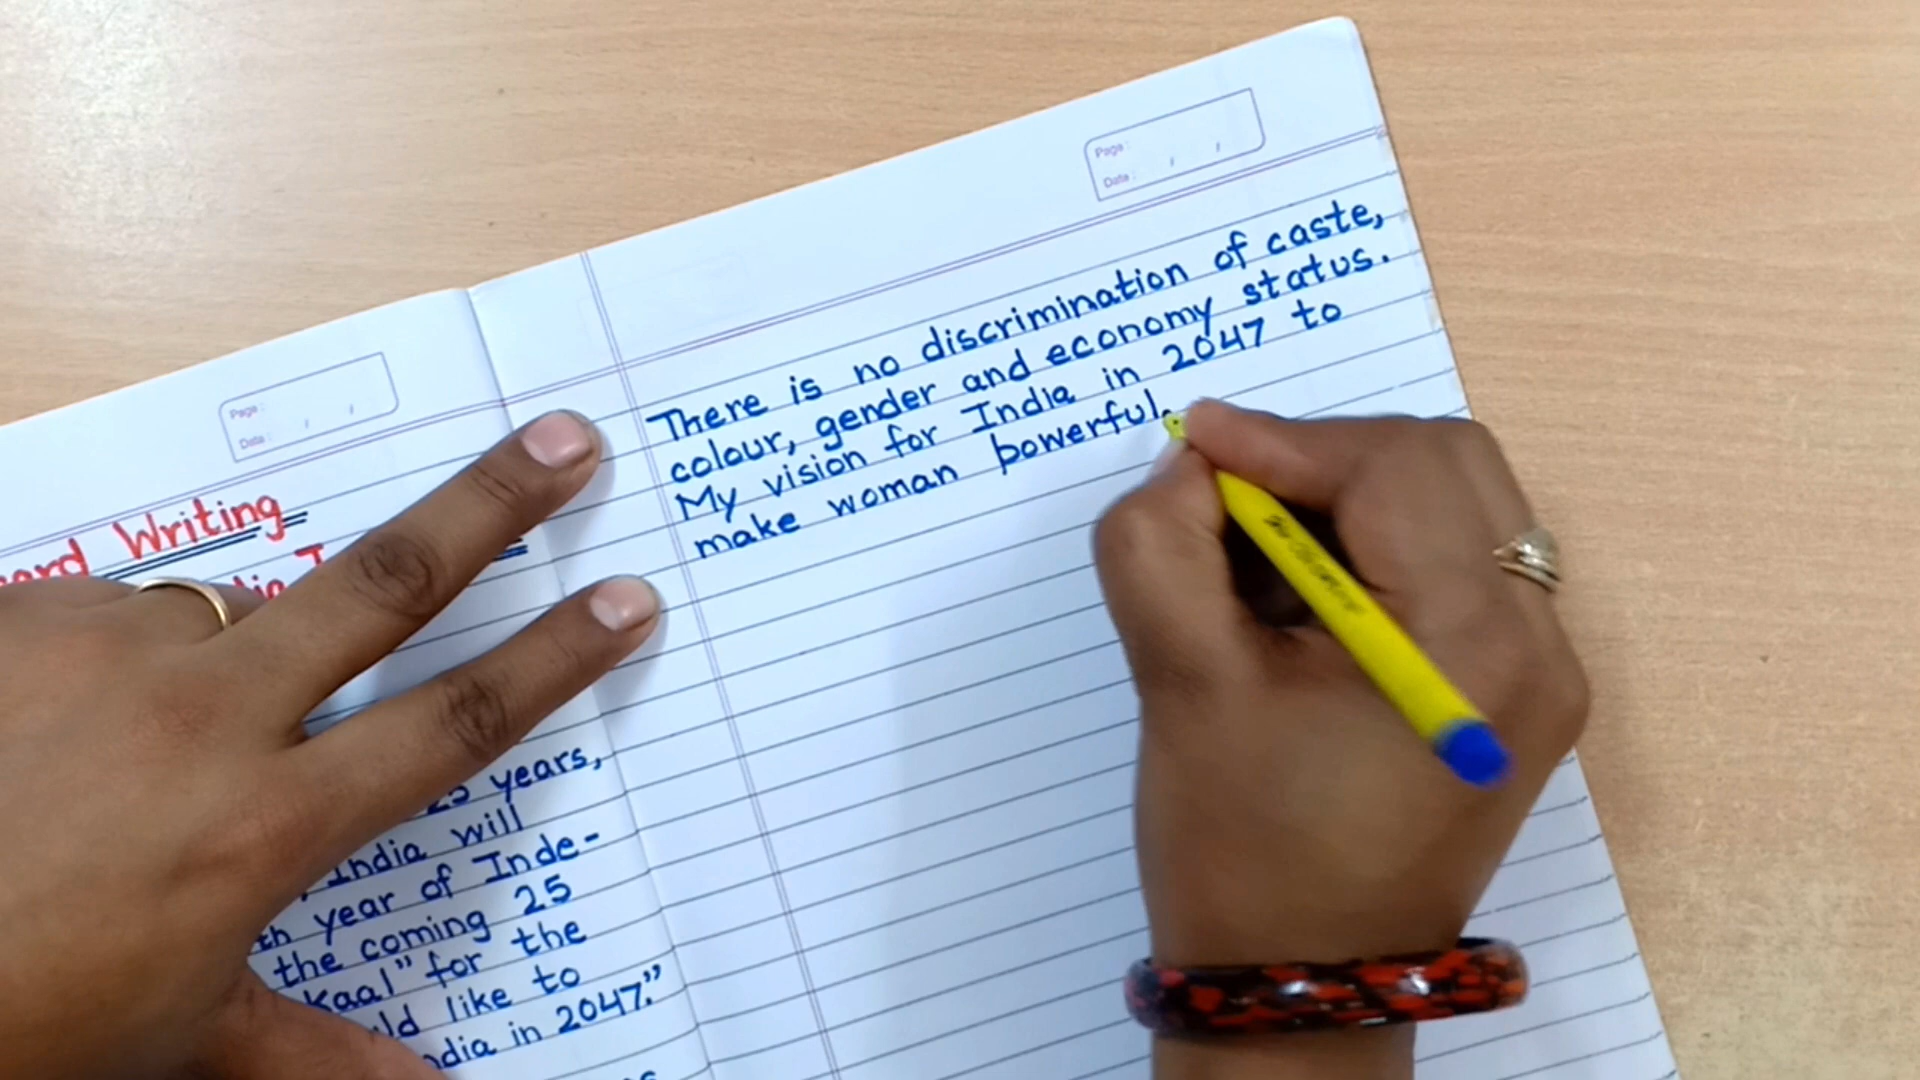 Page:
Date:
Writing
years,
India will
year of Inde-
the coming 25
Kaal" for the
like to
in 2047."
Page:
Date:
There is no discrimination of caste,
colour, gender and economy status.
My vision for India in 2047 to
make woman powerful.